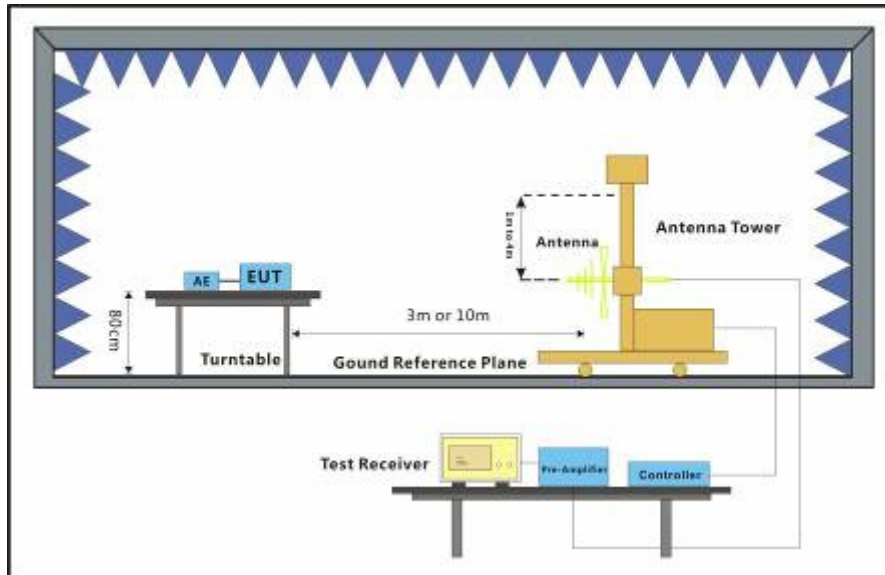 1m to 4m
Antenna
Antenna Tower
AE
EUT
80cm
3m or 10m
Turntable
Gound Reference Plane
Test Receiver
Pre-Amplifier
Controller